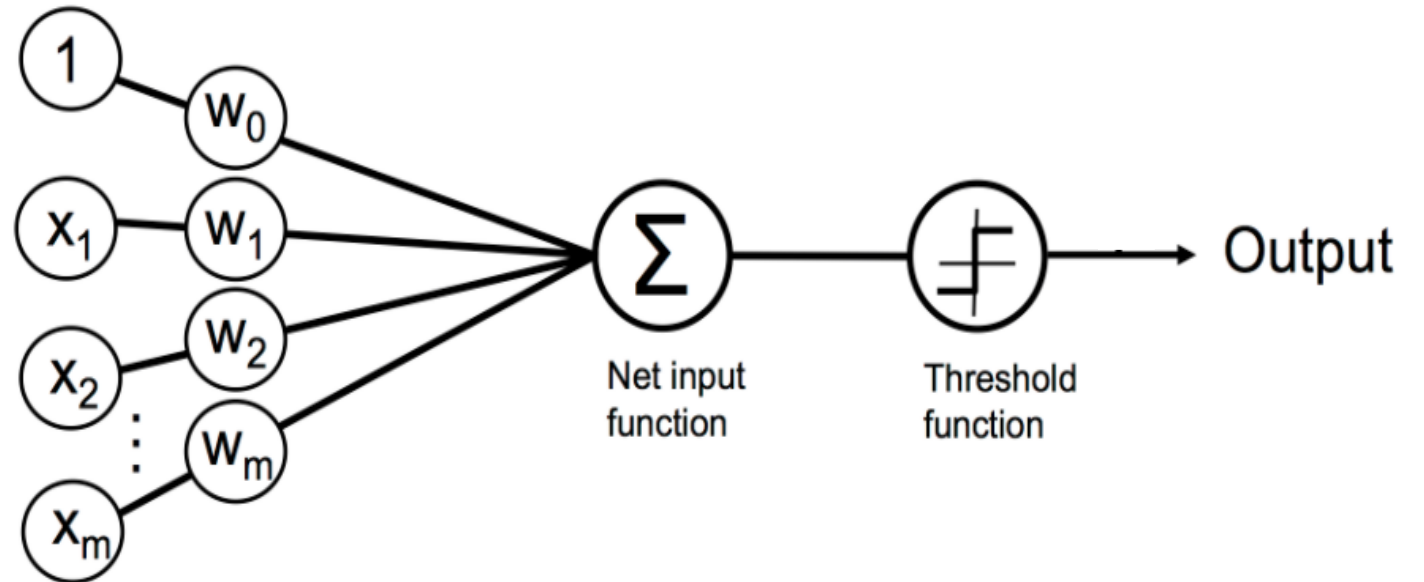 1
w₀
x₁
w₁
x₂
w₂
⋮
xₘ
wₘ
Σ
Output
Net input
function
Threshold
function